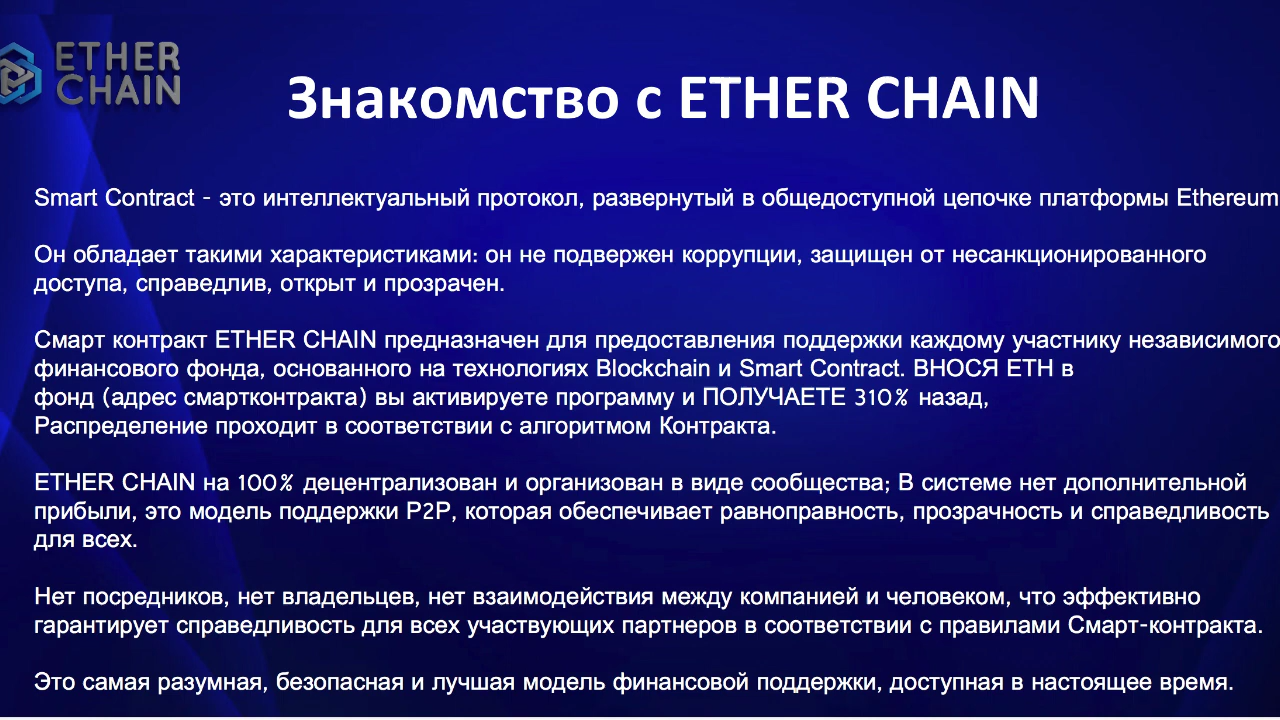 ETHER
CHAIN
Знакомство с ETHER CHAIN
Smart Contract - это интеллектуальный протокол, развернутый в общедоступной цепочке платформы Ethereum
Он обладает такими характеристиками: он не подвержен коррупции, защищен от несанкционированного
доступа, справедлив, открыт и прозрачен.
Смарт контракт ETHER CHAIN предназначен для предоставления поддержки каждому участнику независимого
финансового фонда, основанного на технологиях Blockchain и Smart Contract. ВНОСЯ ETH в
фонд (адрес смартконтракта) вы активируете программу и ПОЛУЧАЕТЕ 310% назад,
Распределение проходит в соответствии с алгоритмом Контракта.
ETHER CHAIN на 100% децентрализован и организован в виде сообщества; В системе нет дополнительной
прибыли, это модель поддержки P2P, которая обеспечивает равноправность, прозрачность и справедливость
для всех.
Нет посредников, нет владельцев, нет взаимодействия между компанией и человеком, что эффективно
гарантирует справедливость для всех участвующих партнеров в соответствии с правилами Смарт-контракта.
Это самая разумная, безопасная и лучшая модель финансовой поддержки, доступная в настоящее время.